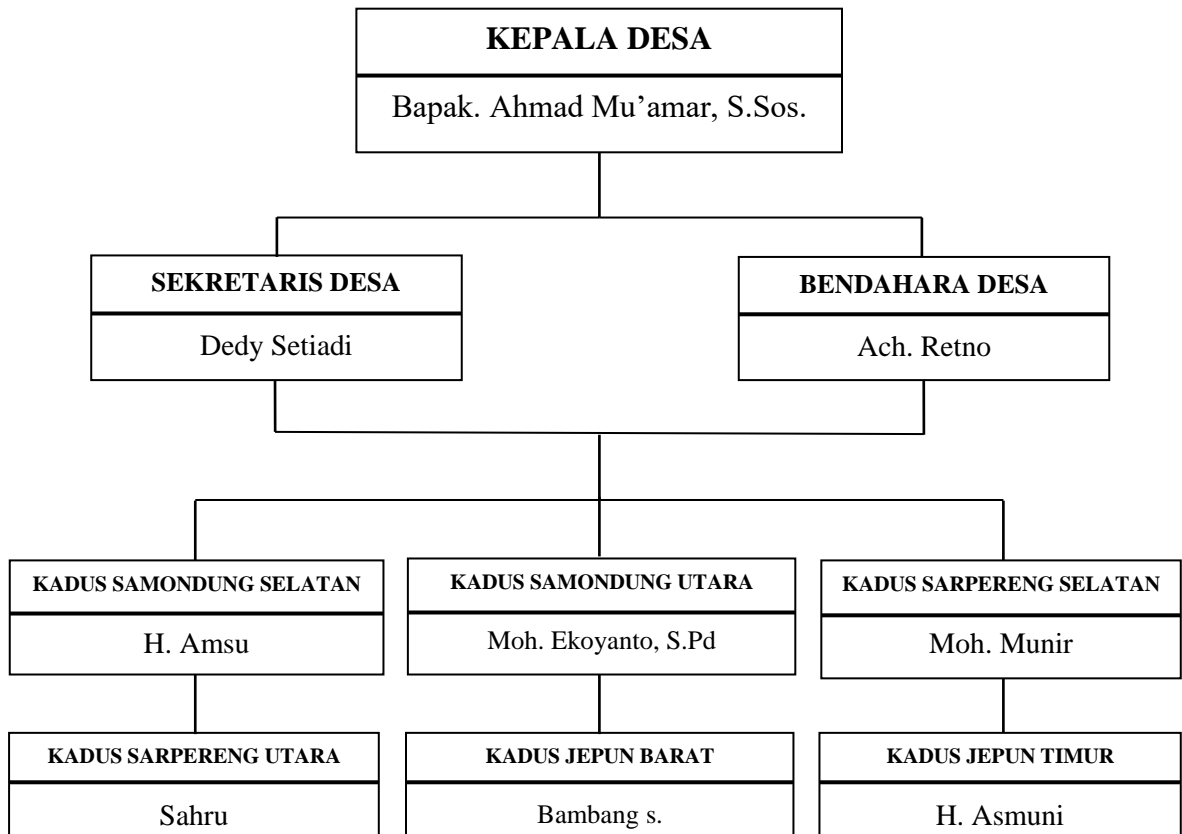 KEPALA DESA
Bapak. Ahmad Mu’amar, S.Sos.
SEKRETARIS DESA
Dedy Setiadi
BENDAHARA DESA
Ach. Retno
KADUS SAMONDUNG SELATAN
H. Amsu
KADUS SAMONDUNG UTARA
Moh. Ekoyanto, S.Pd
KADUS SARPERENG SELATAN
Moh. Munir
KADUS SARPERENG UTARA
Sahru
KADUS JEPUN BARAT
Bambang s.
KADUS JEPUN TIMUR
H. Asmuni